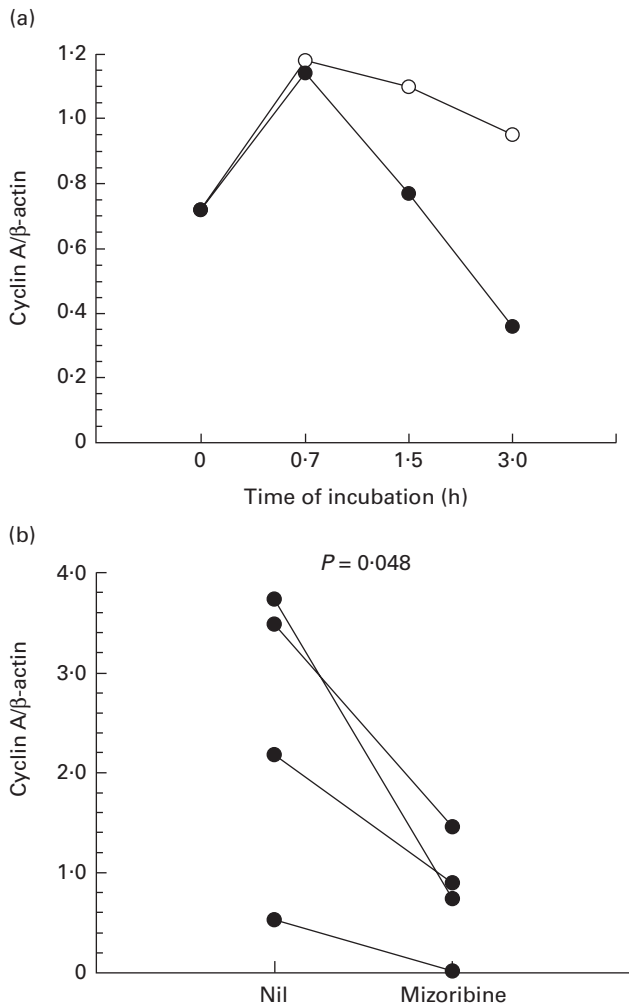 (a)
1·2
1·0
0·8
0·6
0·4
0·2
0
Cyclin A/β-actin
0 0·7 1·5 3·0
Time of incubation (h)
(b)
P = 0·048
4·0
3·0
2·0
1·0
0
Cyclin A/β-actin
Nil Mizoribine